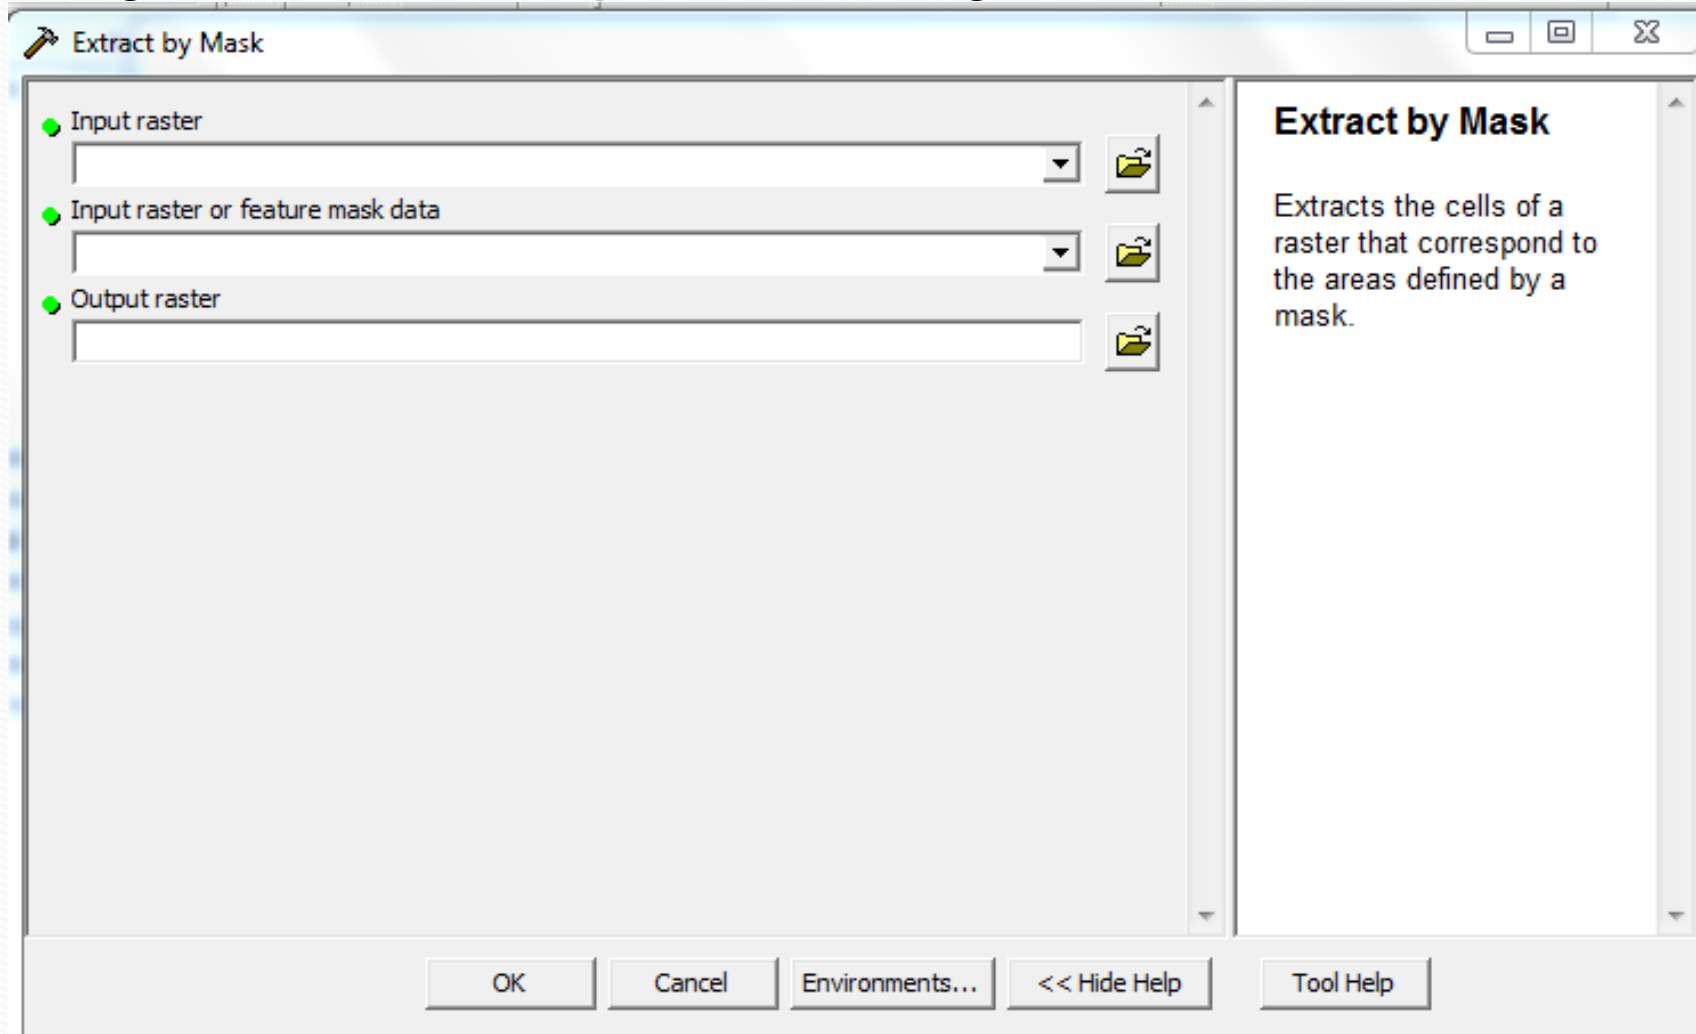 Extract by Mask
Input raster
Input raster or feature mask data
Output raster
Extract by Mask
Extracts the cells of a
raster that correspond to
the areas defined by a
mask.
OK
Cancel
Environments...
<< Hide Help
Tool Help